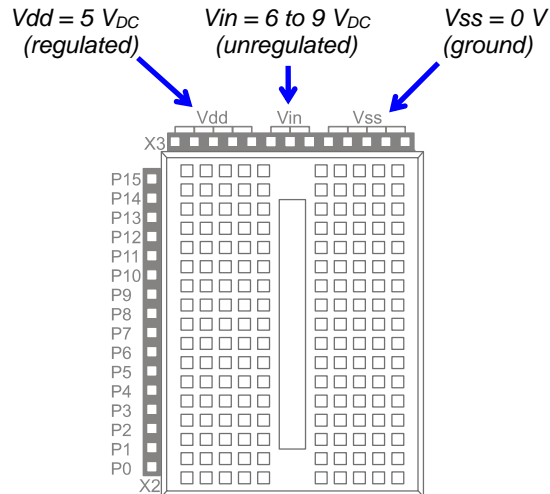 Vdd = 5 VDC Vin = 6 to 9 VDC Vss = 0 V
(regulated) (unregulated) (ground)
Vdd Vin Vss
X3
P15
P14
P13
P12
P11
P10
P9
P8
P7
P6
P5
P4
P3
P2
P1
P0
X2